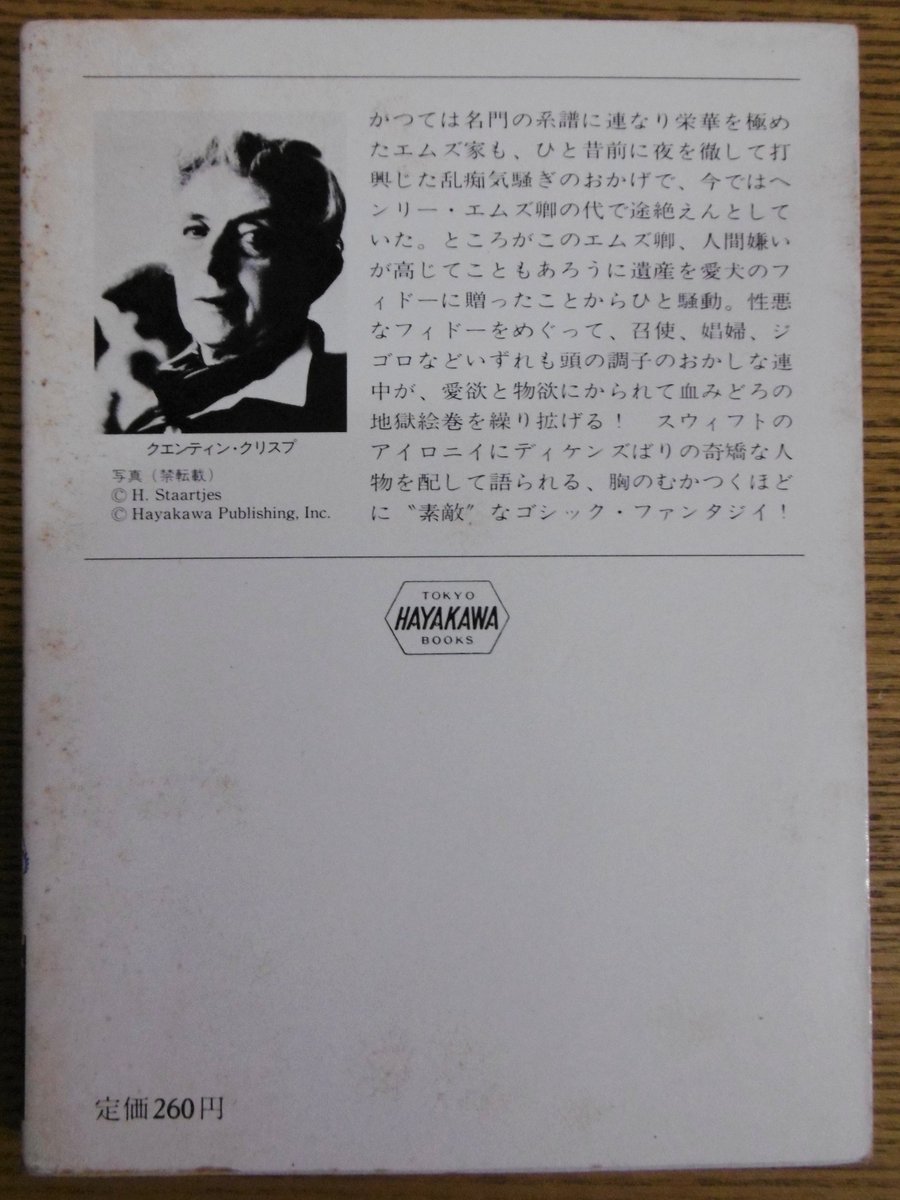 かつては名門の系譜に連なり栄華を極め
たエムズ家も、ひと昔前に夜を徹して打
興じた乱痴気騒ぎのおかげで、今ではヘ
ンリー・エムズ卿の代で途絶えんとして
いた。ところがこのエムズ卿、人間嫌い
が高じてこともあろうに遺産を愛犬のフ
ィドーに贈ったことからひと騒動。性悪
なフィドーをめぐって、召使、娼婦、ジ
ゴロなどいずれも頭の調子のおかしな連
中が、愛欲と物欲にかられて血みどろの
地獄絵巻を繰り拡げる！　スウィフトの
アイロニイにディケンズばりの奇矯な人
物を配して語られる、胸のむかつくほど
に〝素敵〟なゴシック・ファンタジイ！
クエンティン・クリスプ
写真（禁転載）
© H. Staartjes
© Hayakawa Publishing, Inc.
TOKYO
HAYAKAWA
BOOKS
定価260円